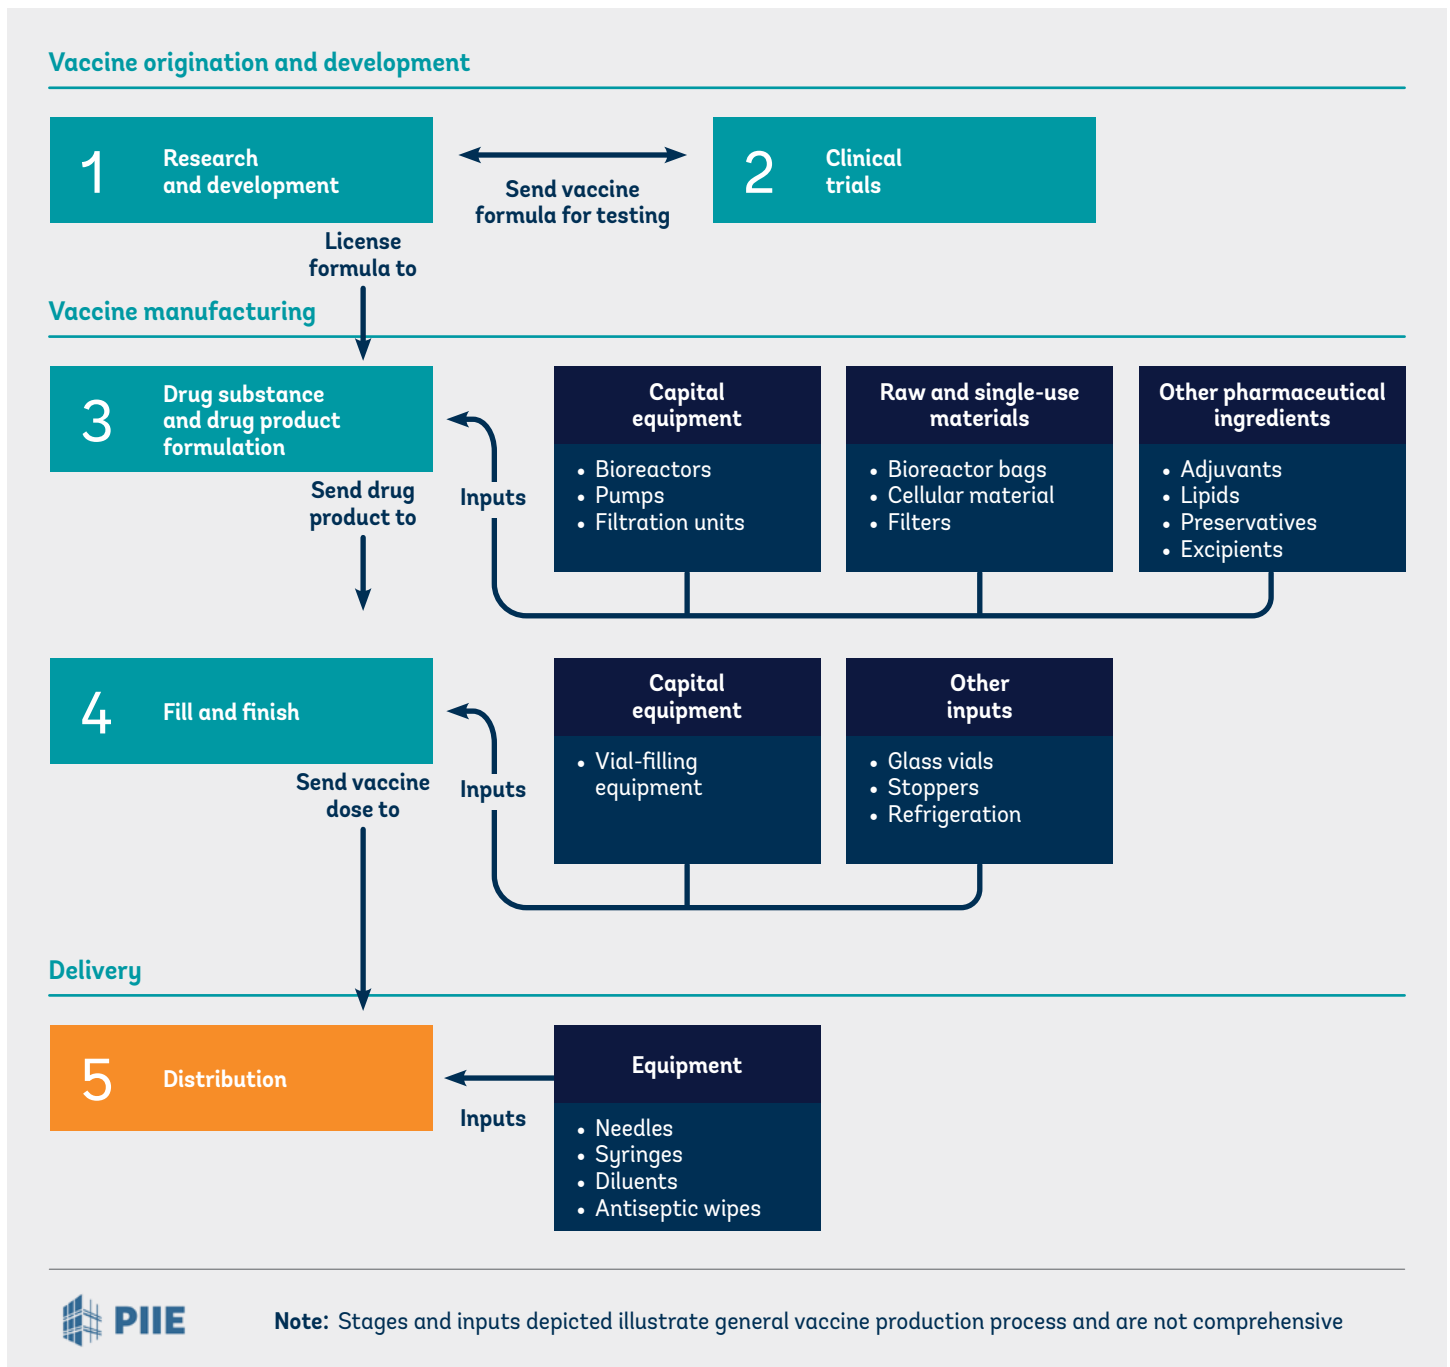 Vaccine origination and development
1
Research
and development
Send vaccine
formula for testing
2
Clinical
trials
License
formula to
Vaccine manufacturing
3
Drug substance
and drug product
formulation
Send drug
product to
Inputs
Capital
equipment
• Bioreactors
• Pumps
• Filtration units
Raw and single-use
materials
• Bioreactor bags
• Cellular material
• Filters
Other pharmaceutical
ingredients
• Adjuvants
• Lipids
• Preservatives
• Excipients
4
Fill and finish
Send vaccine
dose to
Inputs
Capital
equipment
• Vial-filling
equipment
Other
inputs
• Glass vials
• Stoppers
• Refrigeration
Delivery
5
Distribution
Inputs
Equipment
• Needles
• Syringes
• Diluents
• Antiseptic wipes
PIIE
Note: Stages and inputs depicted illustrate general vaccine production process and are not comprehensive